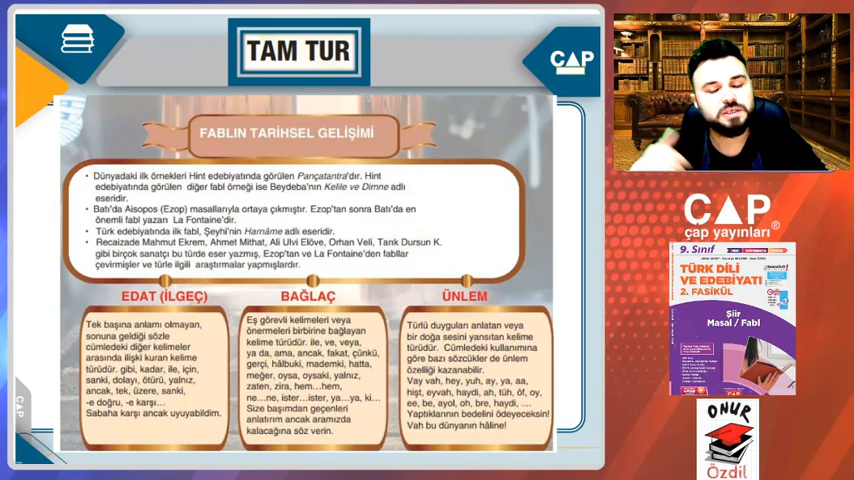 TAM TUR
ÇAP
FABLIN TARİHSEL GELİŞİMİ
• Dünyadaki ilk örnekleri Hint edebiyatında görülen Pançatantra'dır. Hint
edebiyatında görülen diğer fabl örneği ise Beydeba'nın Kelile ve Dimne adlı
eseridir.
• Batı'da Aisopos (Ezop) masallarıyla ortaya çıkmıştır. Ezop'tan sonra Batı'da en
önemli fabl yazarı La Fontaine'dir.
• Türk edebiyatında ilk fabl, Şeyhi'nin Harnâme adlı eseridir.
• Recaizade Mahmut Ekrem, Ahmet Mithat, Ali Ulvi Elöve, Orhan Veli, Tarık Dursun K.
gibi birçok sanatçı bu türde eser yazmış, Ezop'tan ve La Fontaine'den fabllar
çevirmişler ve türle ilgili araştırmalar yapmışlardır.
EDAT (İLGEÇ)
Tek başına anlamı olmayan,
sonuna geldiği sözle
cümledeki diğer kelimeler
arasında ilişki kuran kelime
türüdür. gibi, kadar, ile, için,
sanki, dolayı, ötürü, yalnız,
ancak, tek, üzere, sanki,
-e doğru, -e karşı...
Sabaha karşı ancak uyuyabildim.
BAĞLAÇ
Eş görevli kelimeleri veya
önermeleri birbirine bağlayan
kelime türüdür. ile, ve, veya,
ya da, ama, ancak, fakat, çünkü,
gerçi, hâlbuki, mademki, hatta,
meğer, oysa, oysaki, yalnız,
zaten, zira, hem...hem,
ne...ne, ister...ister, ya...ya, ki...
Size başımdan geçenleri
anlatırım ancak aramızda
kalacağına söz verin.
ÜNLEM
Türlü duyguları anlatan veya
bir doğa sesini yansıtan kelime
türüdür. Cümledeki kullanımına
göre bazı sözcükler de ünlem
özelliği kazanabilir.
Vay vah, hey, yuh, ay, ya, aa,
hişt, eyvah, haydi, ah, tüh, öf, oy,
ee, be, ayol, oh, bre, haydi, ....
Yaptıklarının bedelini ödeyeceksin!
Vah bu dünyanın hâline!
ÇAP
ÇAP
çap yayınları®
9. Sınıf
TÜRK DİLİ
VE EDEBİYATI
2. FASİKÜL
Şiir
Masal / Fabl
ONUR
Özdil